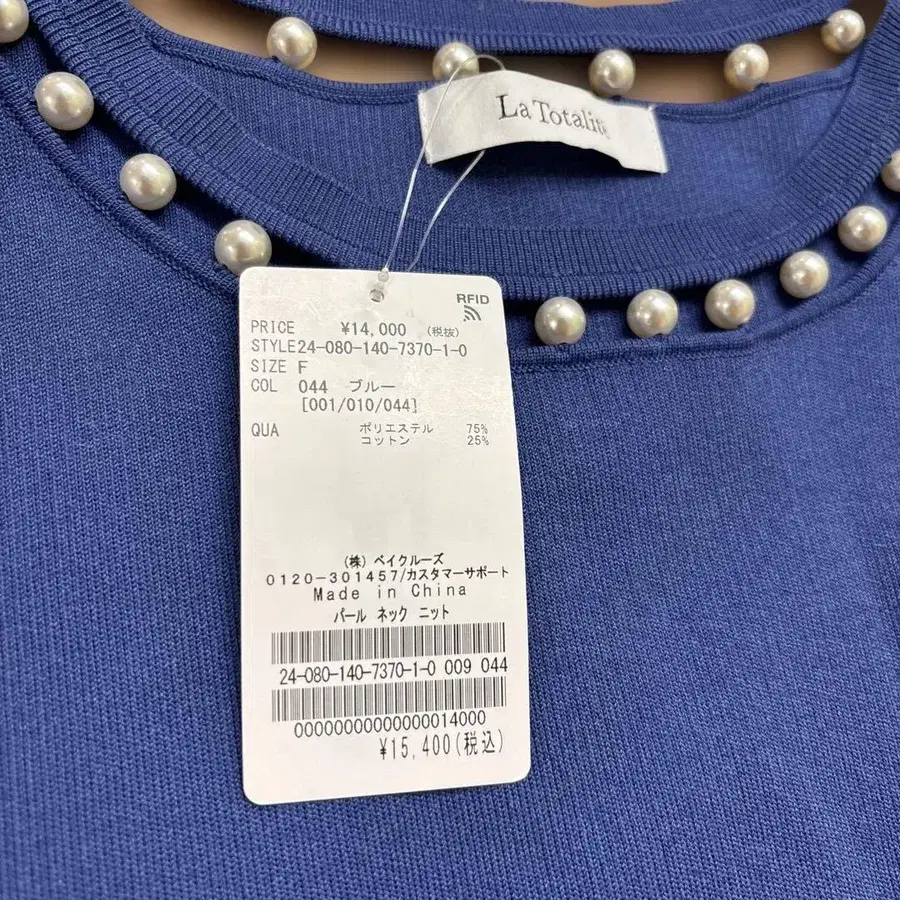 La Totalité
RFID
PRICE ¥14,000 (税抜)
STYLE24-080-140-7370-1-0
SIZE F
COL 044 ブルー
[001/010/044]
QUA ポリエステル 75%
コットン 25%
(株) ベイクルーズ
0120-301457/カスタマーサポート
Made in China
パール ネック ニット
24-080-140-7370-1-0 009 044
00000000000000014000
¥15,400(税込)